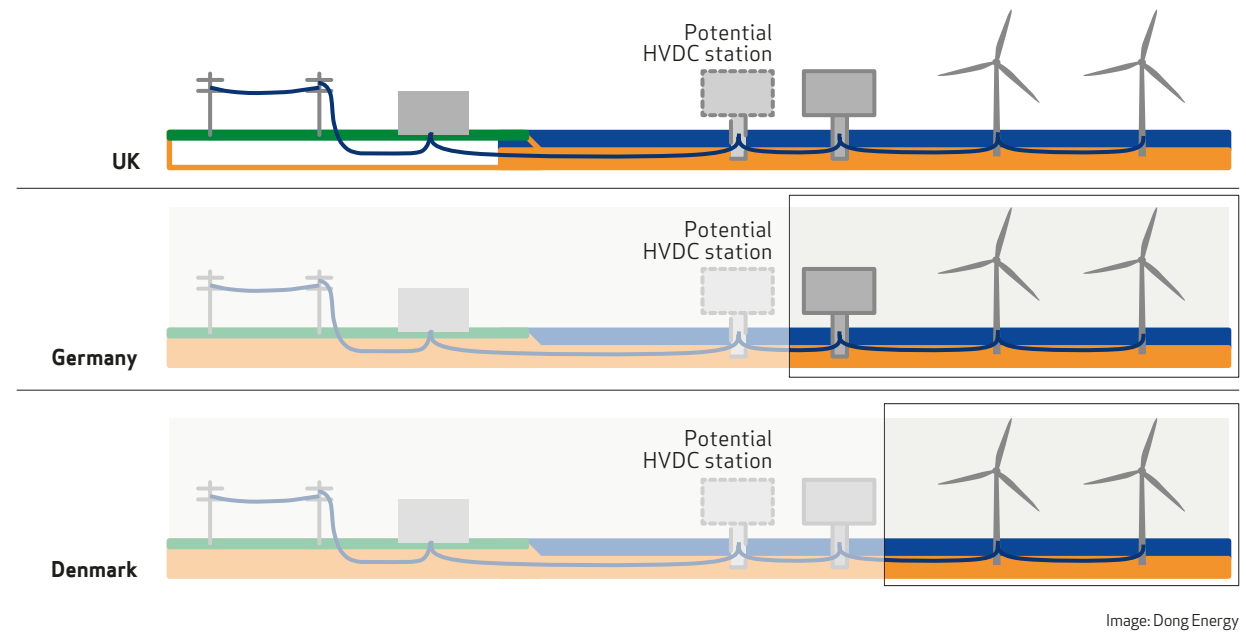 Potential
HVDC station
UK
Potential
HVDC station
Germany
Potential
HVDC station
Denmark
Image: Dong Energy